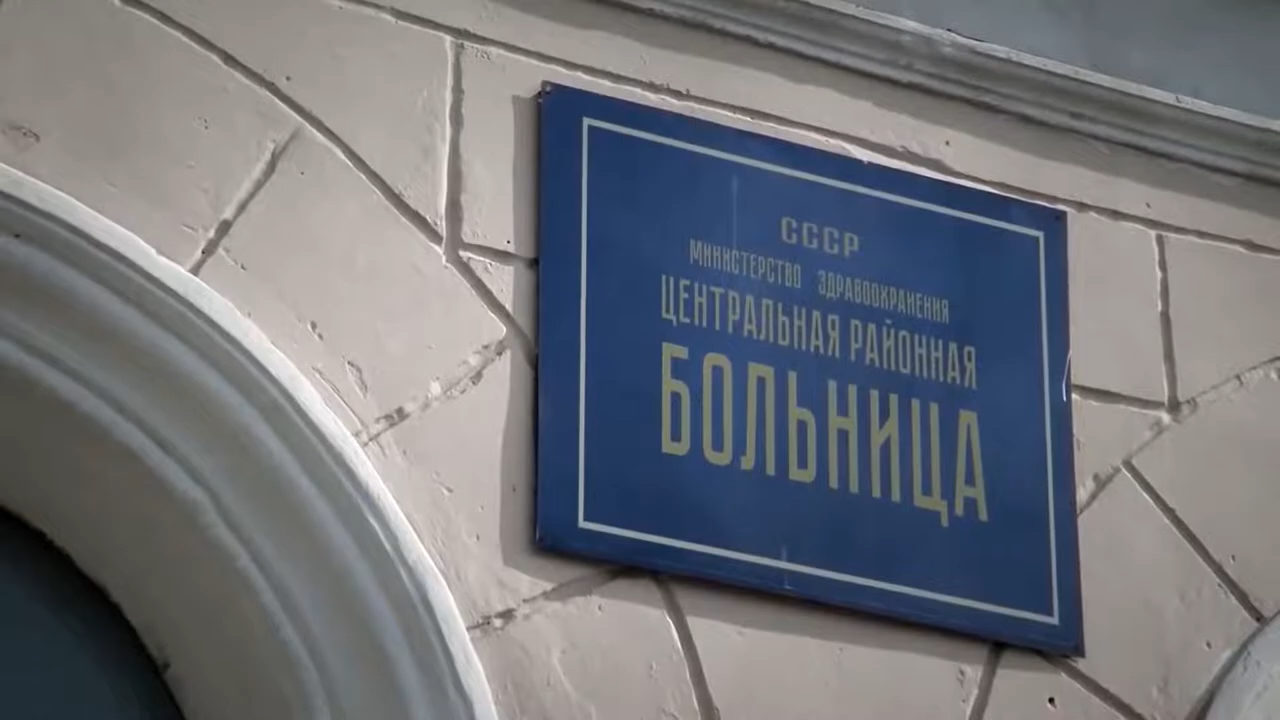 СССР
МИНИСТЕРСТВО ЗДРАВООХРАНЕНИЯ
ЦЕНТРАЛЬНАЯ РАЙОННАЯ
БОЛЬНИЦА